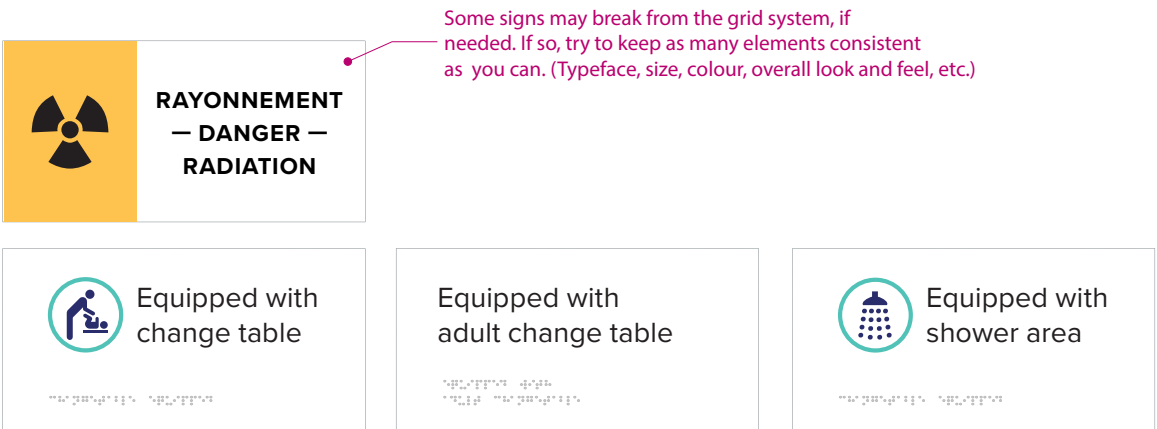 Some signs may break from the grid system, if
needed. If so, try to keep as many elements consistent
as you can. (Typeface, size, colour, overall look and feel, etc.)
RAYONNEMENT
— DANGER —
RADIATION
Equipped with
change table
Equipped with
adult change table
Equipped with
shower area